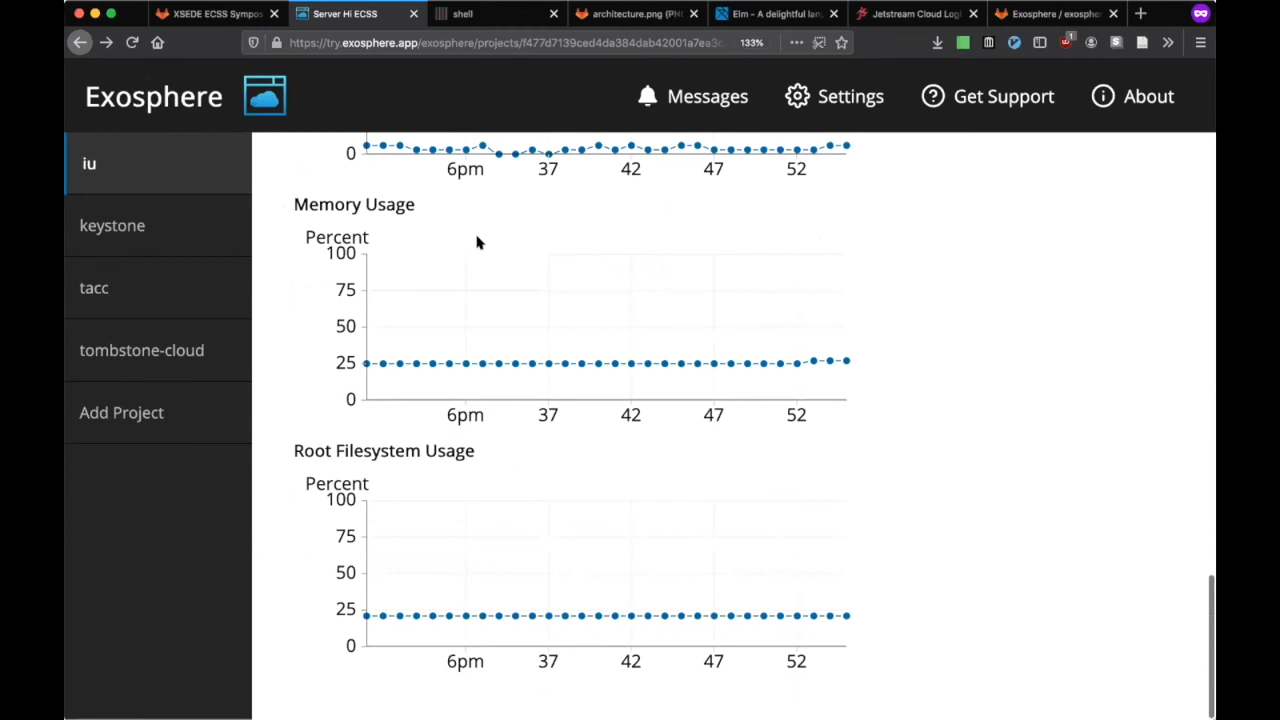 XSEDE ECSS Sympos
Server Hi ECSS
shell
architecture.png (PNG
Elm - A delightful lan
Jetstream Cloud Logi
Exosphere / exosphe
https://try.exosphere.app/exosphere/projects/f477d7139ced4da384dab42001a7ea3c
133%
1
Exosphere
Messages
Settings
Get Support
About
iu
keystone
tacc
tombstone-cloud
Add Project
0
6pm 37 42 47 52
Memory Usage
Percent
100
75
50
25
0
6pm 37 42 47 52
Root Filesystem Usage
Percent
100
75
50
25
0
6pm 37 42 47 52